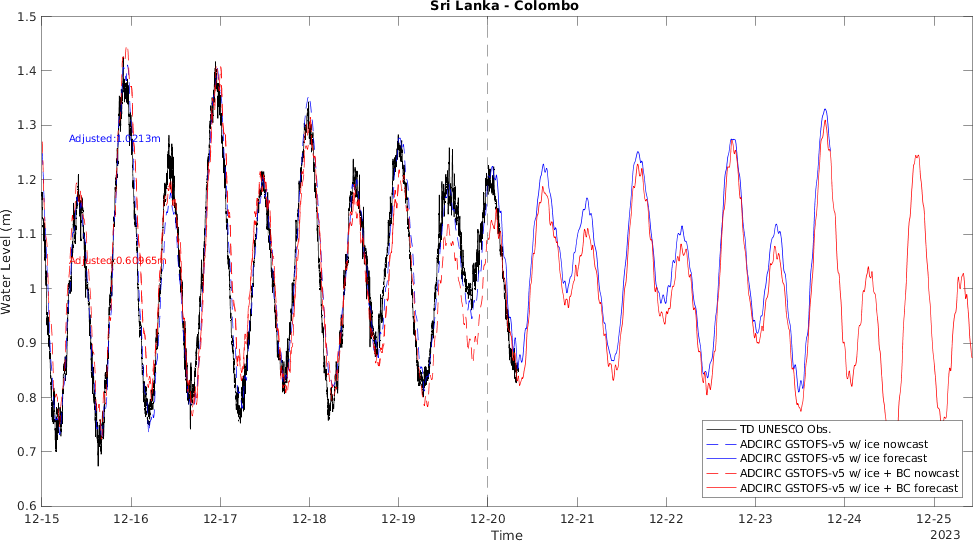 Sri Lanka - Colombo
1.5
1.4
1.3
1.2
1.1
1
0.9
0.8
0.7
0.6
Water Level (m)
Adjusted:1.0213m
Adjusted:0.60965m
TD UNESCO Obs.
ADCIRC GSTOFS-v5 w/ ice nowcast
ADCIRC GSTOFS-v5 w/ ice forecast
ADCIRC GSTOFS-v5 w/ ice + BC nowcast
ADCIRC GSTOFS-v5 w/ ice + BC forecast
12-15 12-16 12-17 12-18 12-19 12-20 12-21 12-22 12-23 12-24 12-25
2023
Time